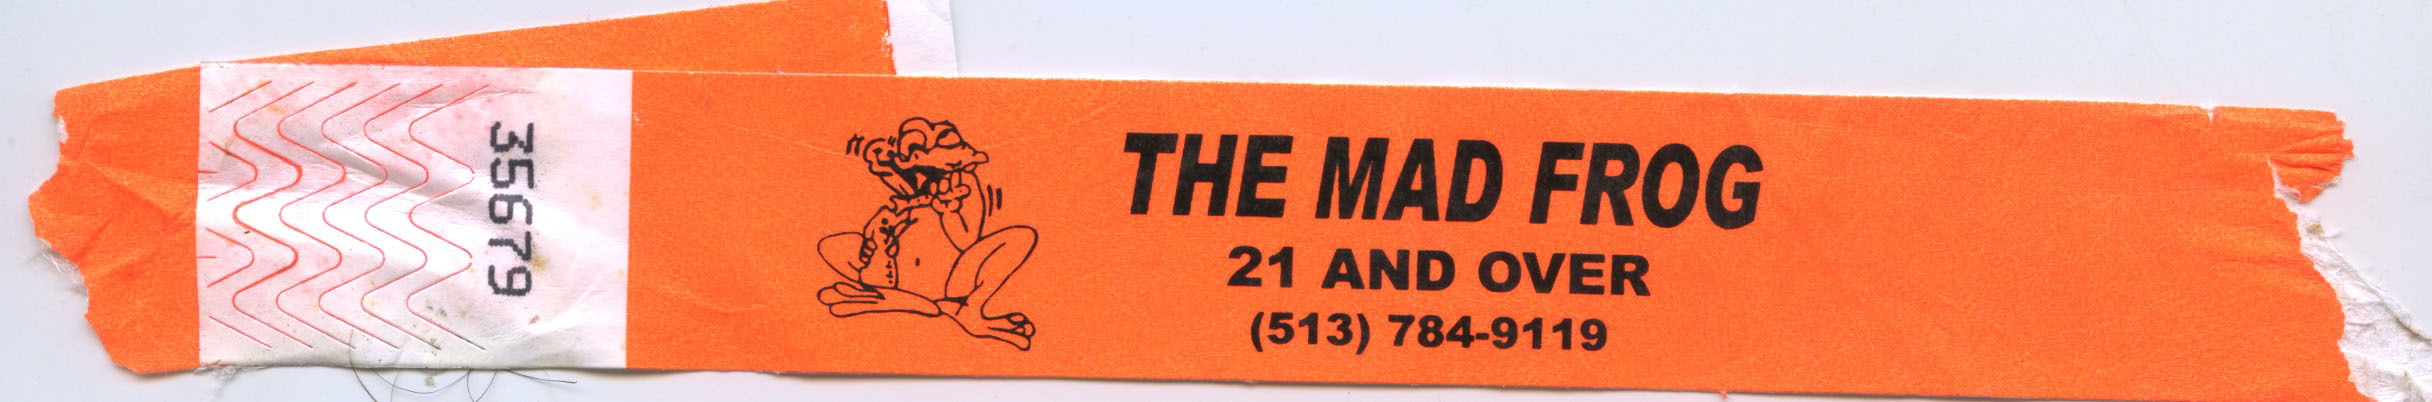 35679
THE MAD FROG
21 AND OVER
(513) 784-9119